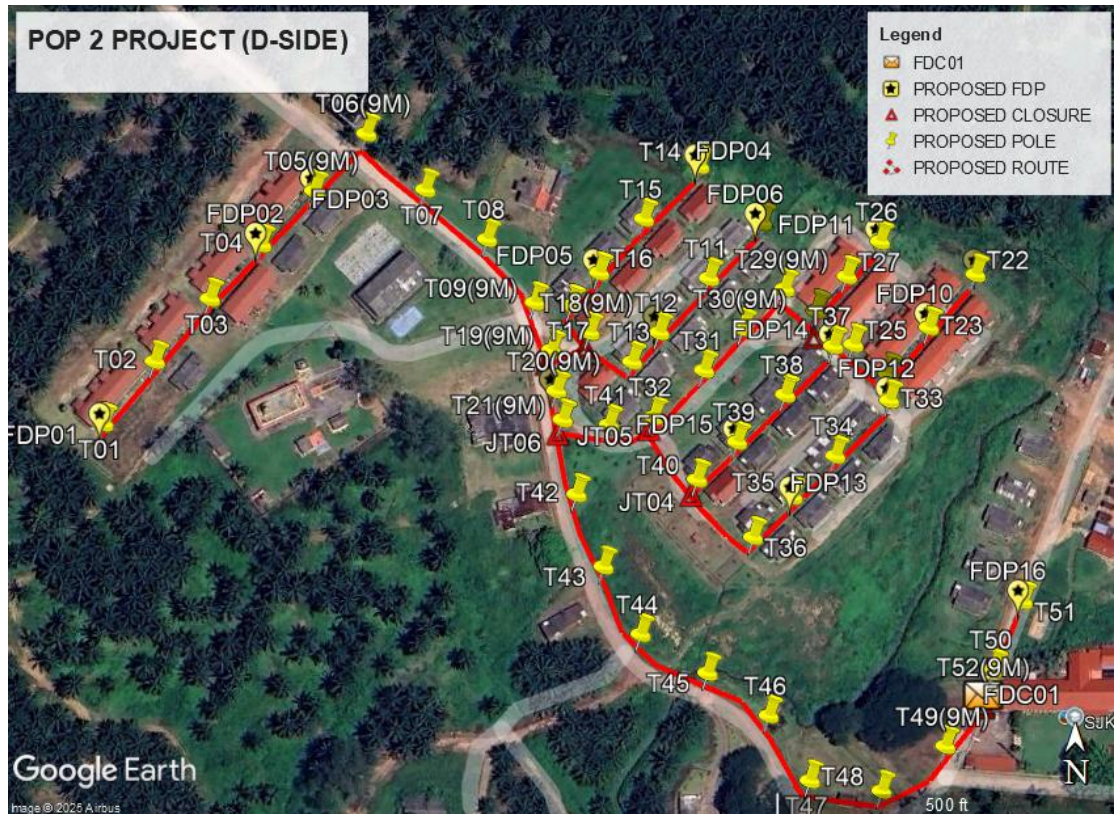 POP 2 PROJECT (D-SIDE)
Legend
FDC01
PROPOSED FDP
PROPOSED CLOSURE
PROPOSED POLE
PROPOSED ROUTE
T06(9M)
T05(9M)
FDP03
FDP02
T04
T03
T02
FDP01
T01
T07
T08
T14
FDP04
FDP06
T15
FDP05
T16
T11
FDP11
T26
T29(9M)
T27
T22
T09(9M)
T18(9M)
T12
T30(9M)
FDP10
T37
T19(9M)
T17
T13
FDP14
T25
T23
T20(9M)
T31
T38
FDP12
T21(9M)
T41
T32
T33
JT06
JT05
FDP15
T39
T34
T40
JT04
T35
FDP13
T42
T36
T43
T44
T45
T46
T47
T48
T49(9M)
FDP16
T51
T50
T52(9M)
FDC01
SJK
N
500 ft
Google Earth
Image © 2025 Airbus